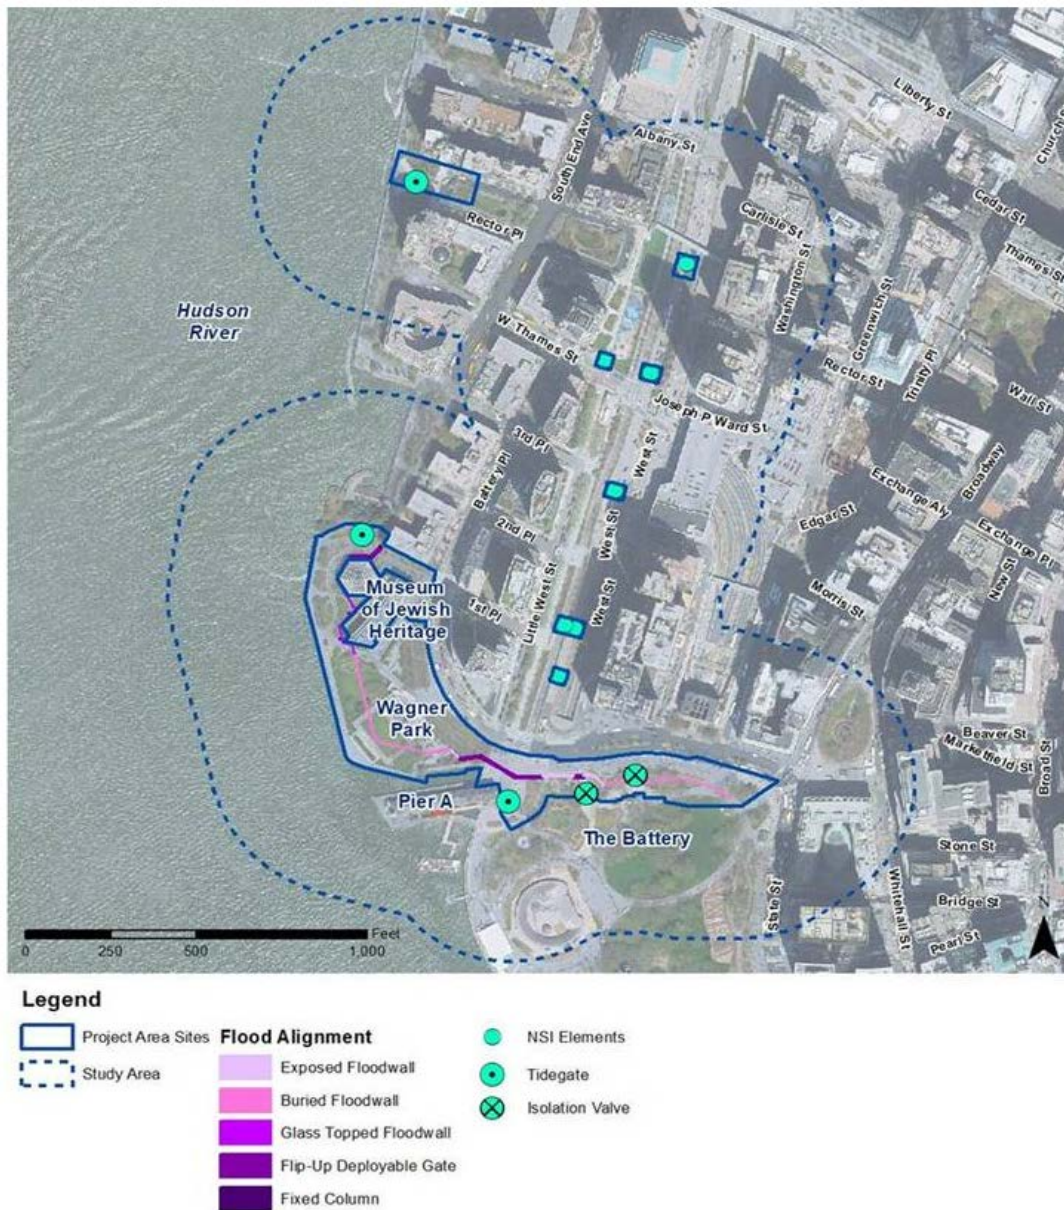 Liberty St
Church St
Albany St
South End Ave
Cedar St
Carlisle St
Thames St
Rector Pl
Washington St
Greenwich St
Hudson
River
W Thames St
Rector St
Trinity Pl
Wall St
Joseph P Ward St
3rd Pl
West St
Battery Pl
Broadway
Exchange Aly
Edgar St
Exchange Pl
2nd Pl
West St
New St
Museum
of Jewish
Heritage
1st Pl
Little West St
West St
Morris St
Wagner
Park
Beaver St
Marketfield St
Broad St
Pier A
The Battery
Stone St
State St
Whitehall St
Bridge St
Pearl St
N
Feet
0 250 500 1,000
Legend
Project Area Sites
Study Area
Flood Alignment
Exposed Floodwall
Buried Floodwall
Glass Topped Floodwall
Flip-Up Deployable Gate
Fixed Column
NSI Elements
Tidegate
Isolation Valve